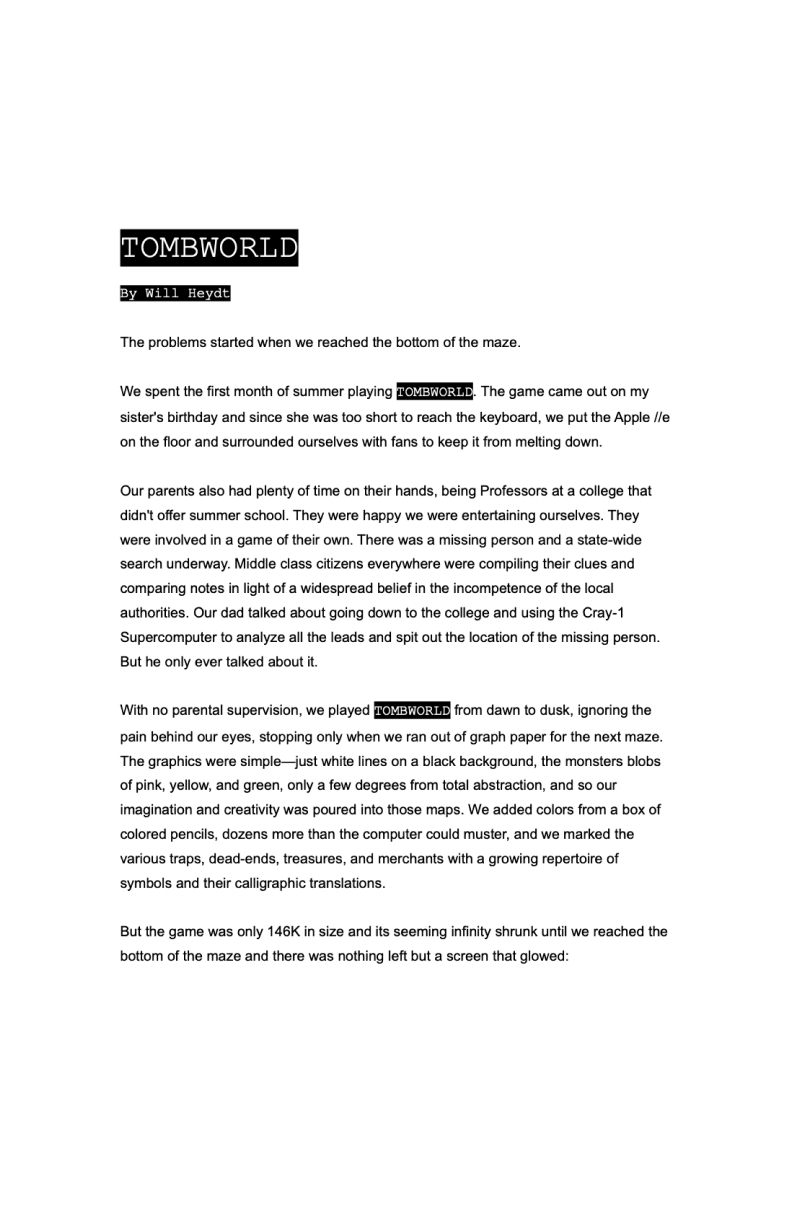 TOMBWORLD
By Will Heydt
The problems started when we reached the bottom of the maze.
We spent the first month of summer playing TOMBWORLD. The game came out on my
sister's birthday and since she was too short to reach the keyboard, we put the Apple //e
on the floor and surrounded ourselves with fans to keep it from melting down.
Our parents also had plenty of time on their hands, being Professors at a college that
didn't offer summer school. They were happy we were entertaining ourselves. They
were involved in a game of their own. There was a missing person and a state-wide
search underway. Middle class citizens everywhere were compiling their clues and
comparing notes in light of a widespread belief in the incompetence of the local
authorities. Our dad talked about going down to the college and using the Cray-1
Supercomputer to analyze all the leads and spit out the location of the missing person.
But he only ever talked about it.
With no parental supervision, we played TOMBWORLD from dawn to dusk, ignoring the
pain behind our eyes, stopping only when we ran out of graph paper for the next maze.
The graphics were simple—just white lines on a black background, the monsters blobs
of pink, yellow, and green, only a few degrees from total abstraction, and so our
imagination and creativity was poured into those maps. We added colors from a box of
colored pencils, dozens more than the computer could muster, and we marked the
various traps, dead-ends, treasures, and merchants with a growing repertoire of
symbols and their calligraphic translations.
But the game was only 146K in size and its seeming infinity shrunk until we reached the
bottom of the maze and there was nothing left but a screen that glowed: